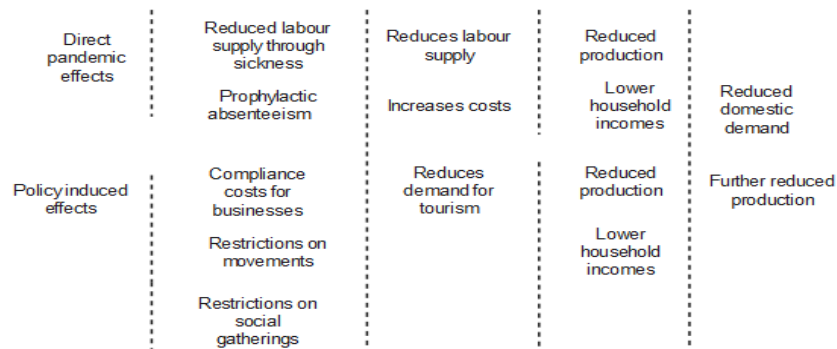 Direct
pandemic
effects
Reduced labour
supply through
sickness
Prophylactic
absenteeism
Reduces labour
supply
Increases costs
Reduced
production
Lower
household
incomes
Reduced
domestic
demand
Policy induced
effects
Compliance
costs for
businesses
Restrictions on
movements
Restrictions on
social
gatherings
Reduces
demand for
tourism
Reduced
production
Lower
household
incomes
Further reduced
production